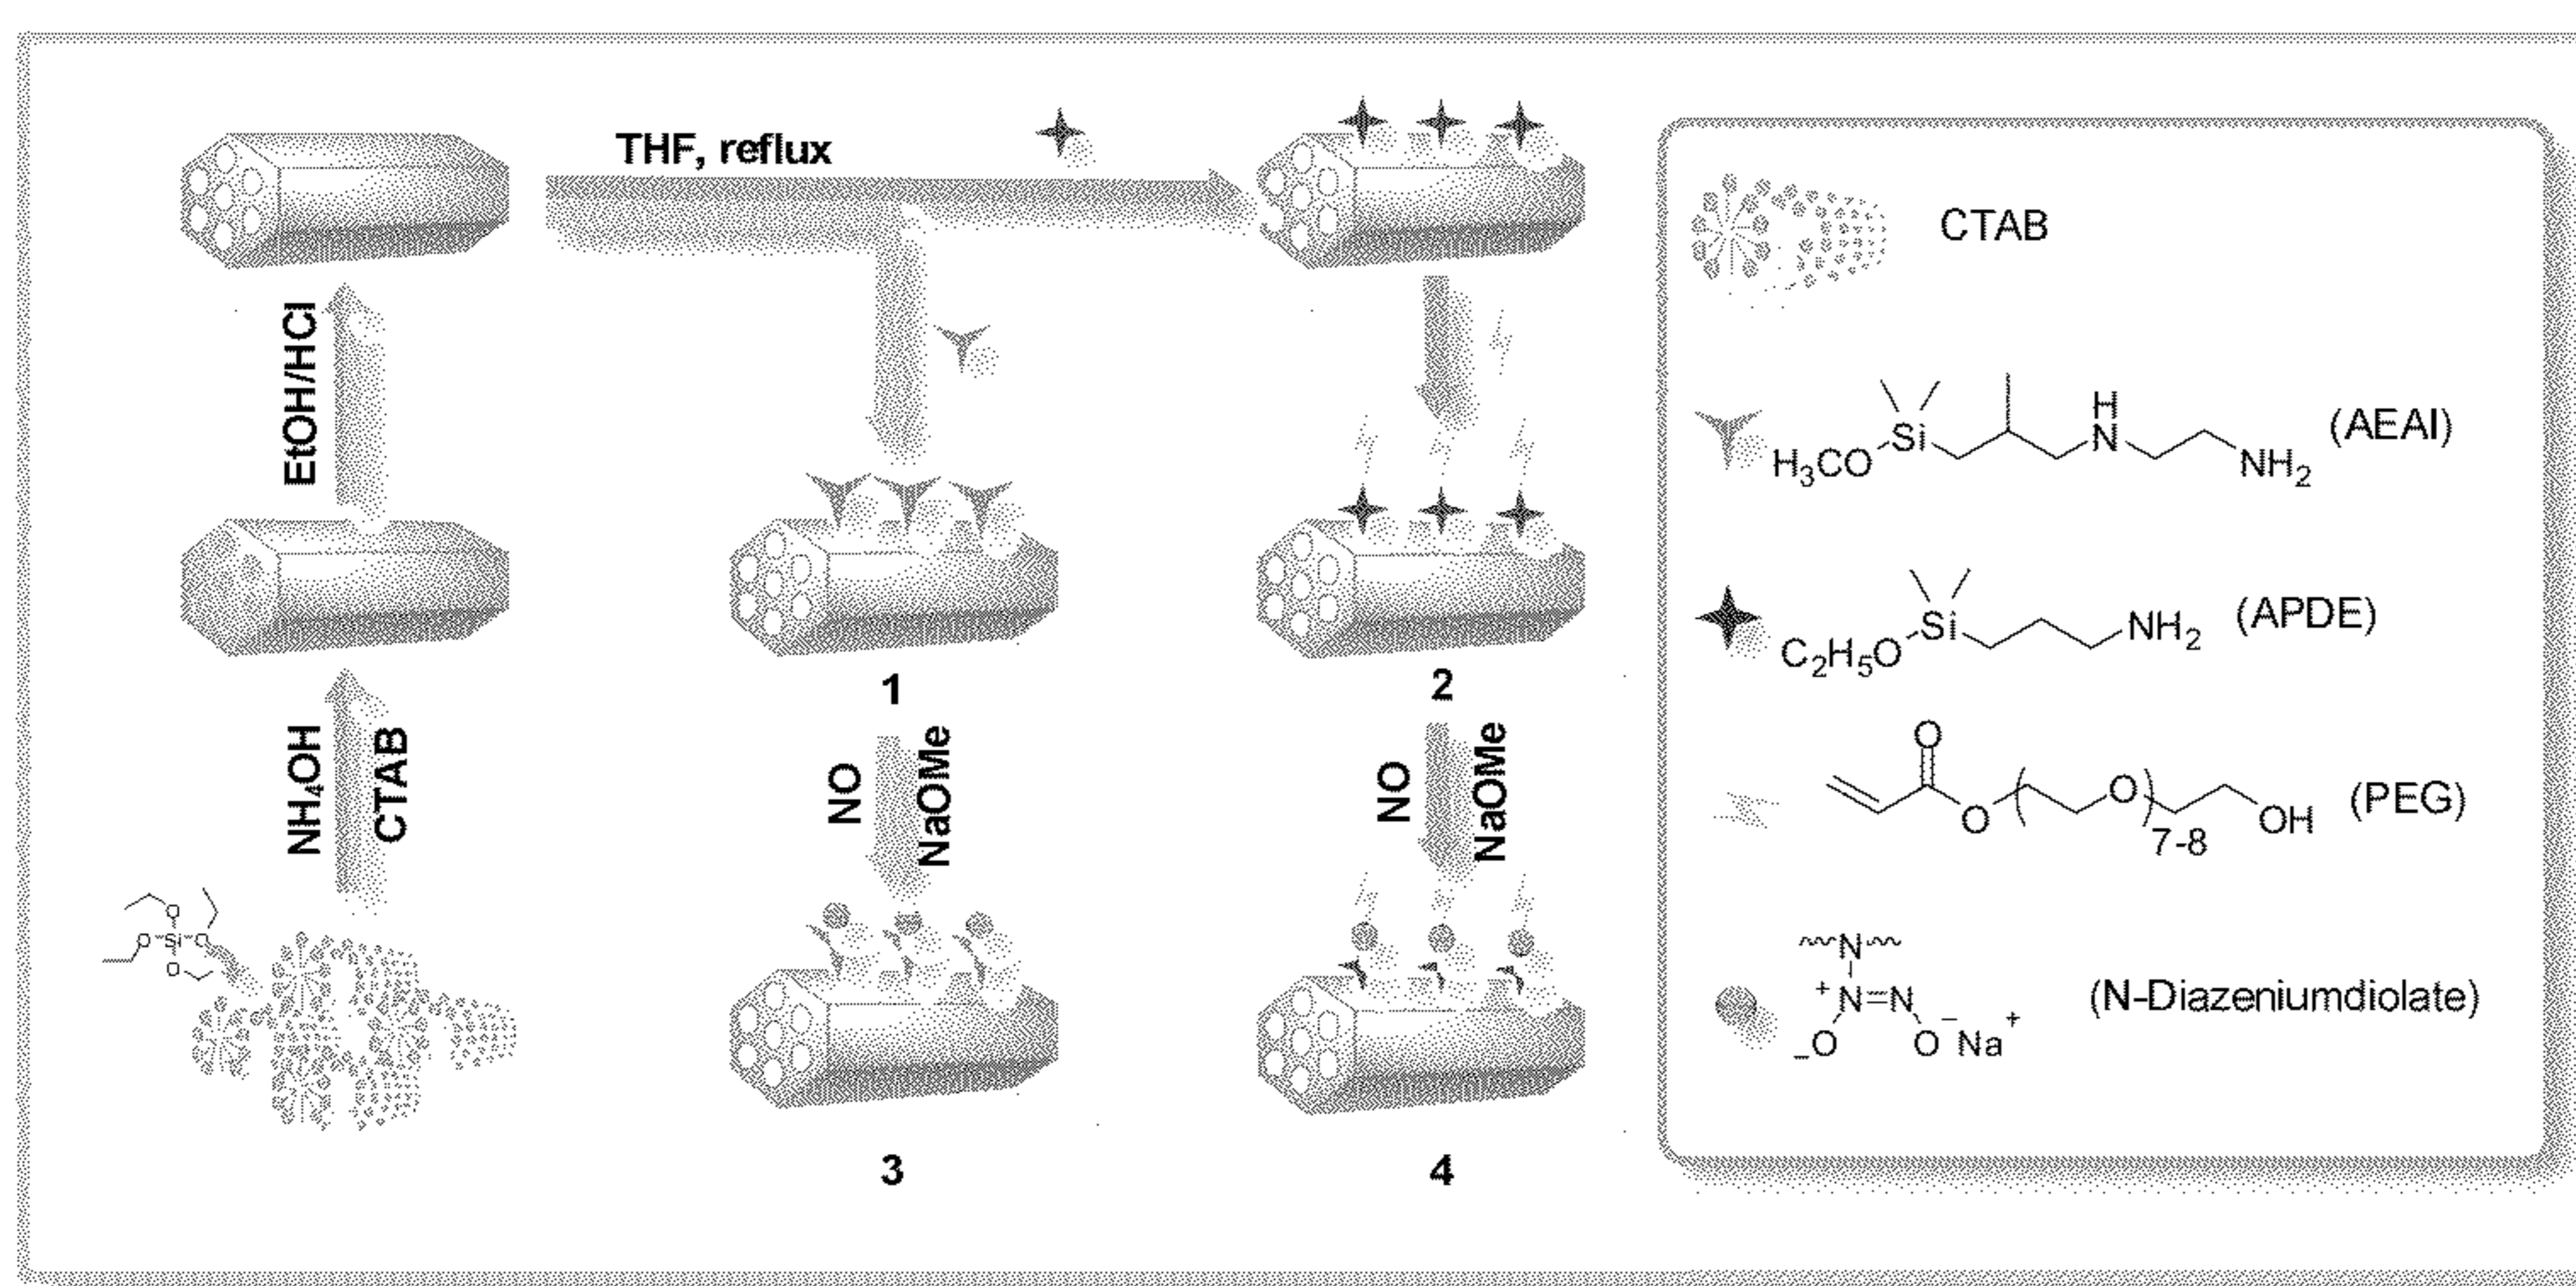 THF, reflux
EtOH/HCl
NH₄OH
CTAB
O
O Si O
O
1
NO
NaOMe
3
2
NO
NaOMe
4
CTAB
H₃CO Si N H NH₂ (AEAI)
C₂H₅O Si NH₂ (APDE)
O
O ( O ) 7-8 OH (PEG)
N
+ N=N
−O O− Na+
(N-Diazeniumdiolate)